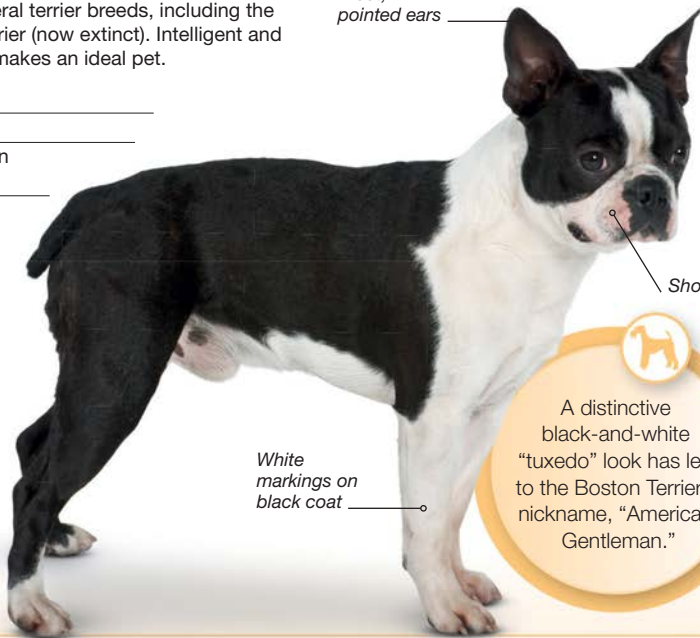 eral terrier breeds, including the
rier (now extinct). Intelligent and
makes an ideal pet.
pointed ears
White
markings on
black coat
A distinctive
black-and-white
“tuxedo” look has le
to the Boston Terrier
nickname, “America
Gentleman.”
Sho